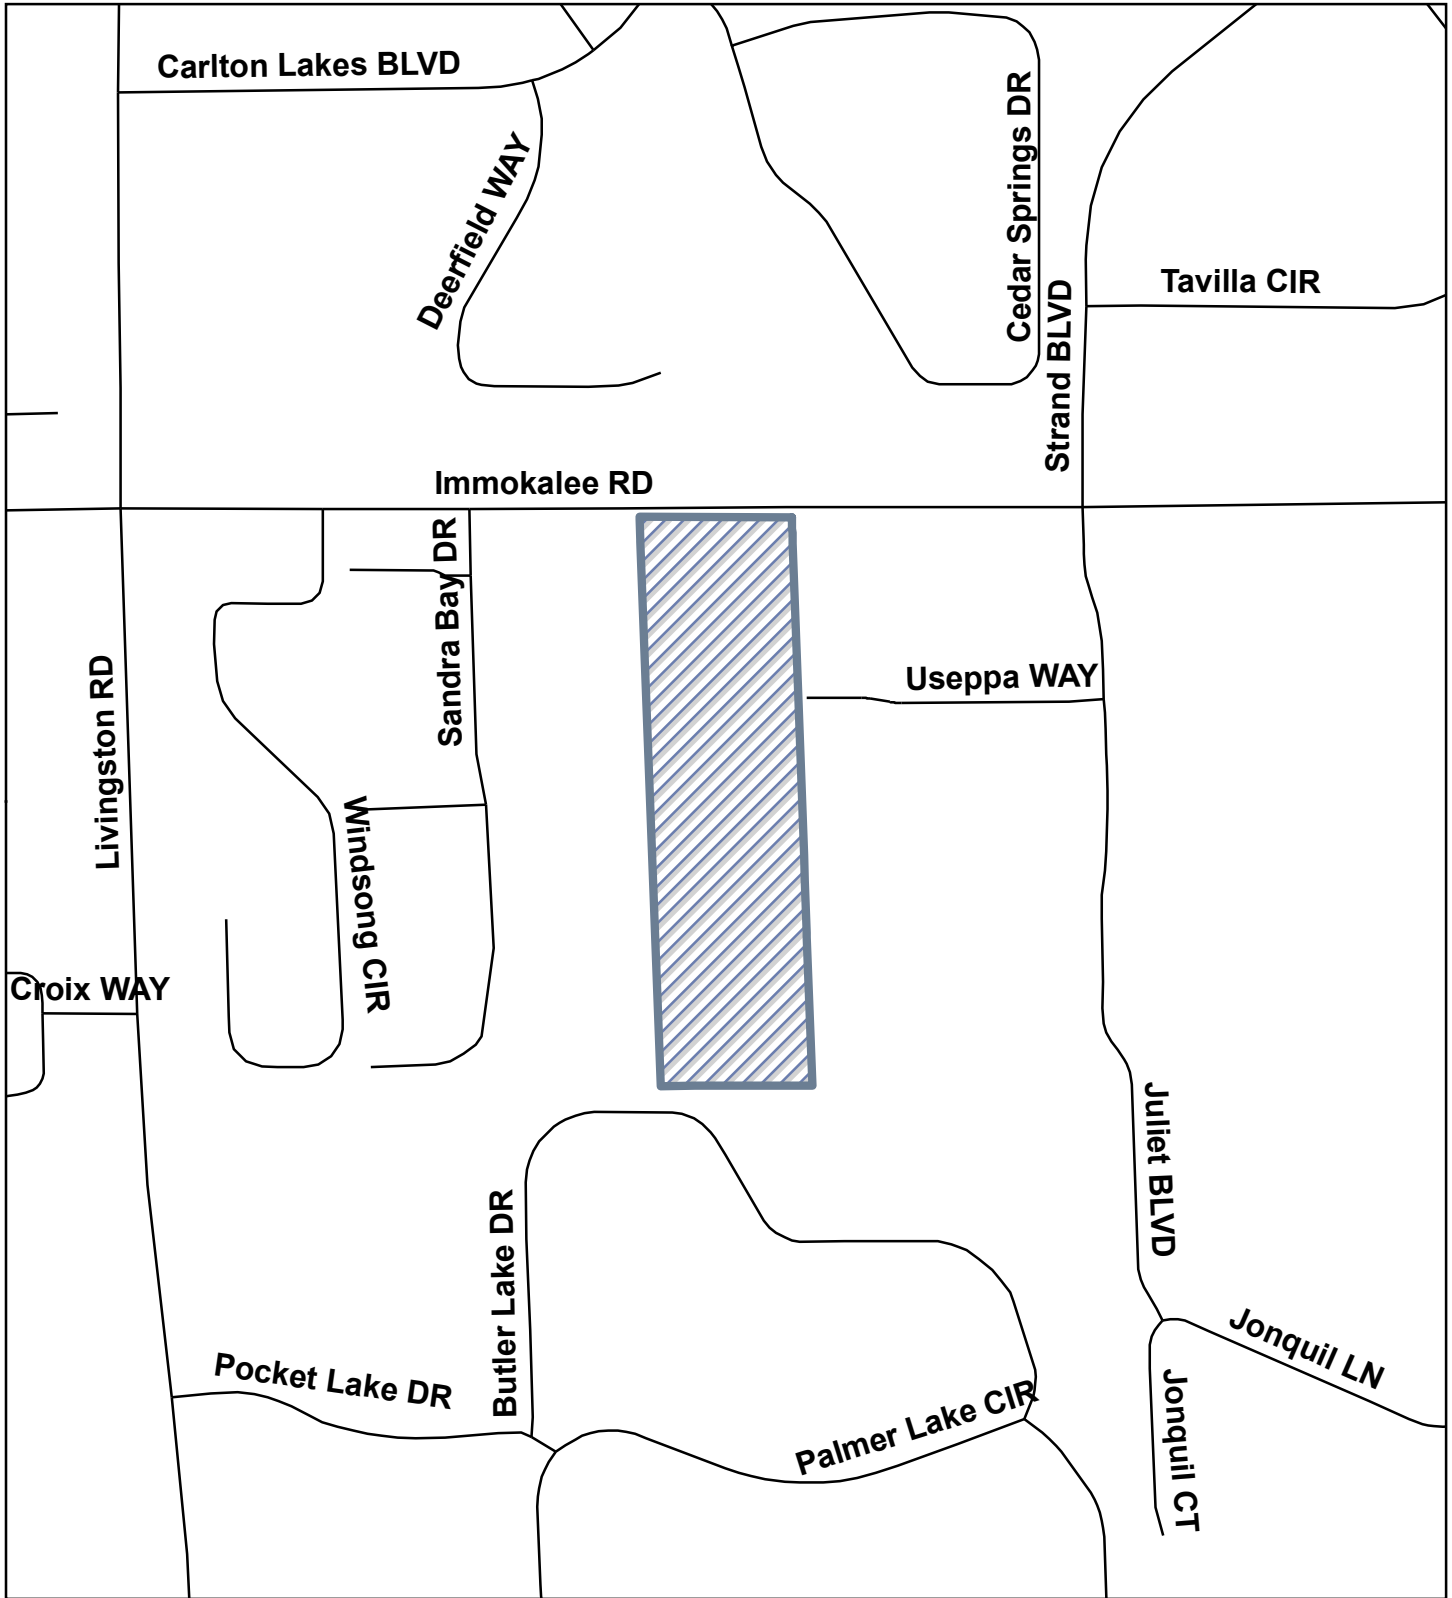 Carlton Lakes BLVD
Deerfield WAY
Cedar Springs DR
Strand BLVD
Tavilla CIR
Immokalee RD
Sandra Bay DR
Livingston RD
Useppa WAY
Windsong CIR
Croix WAY
Juliet BLVD
Butler Lake DR
Pocket Lake DR
Palmer Lake CIR
Jonquil LN
Jonquil CT